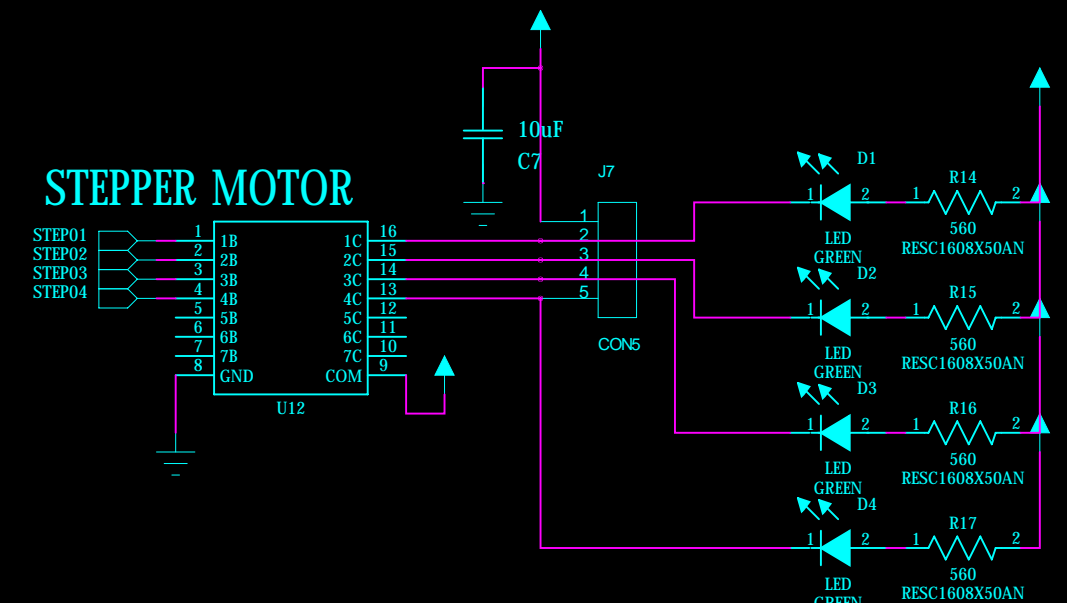 10uF
C7
STEPPER MOTOR
J7
D1
R14
1 2 1 2
560
LED
GREEN
RESC1608X50AN
STEP01
STEP02
STEP03
STEP04
1 1B 1C 16
2 2B 2C 15
3 3B 3C 14
4 4B 4C 13
5 5B 5C 12
6 6B 6C 11
7 7B 7C 10
8 GND COM 9
U12
1
2
3
4
5
CON5
D2
R15
1 2 1 2
560
LED
GREEN
RESC1608X50AN
D3
R16
1 2 1 2
560
LED
GREEN
RESC1608X50AN
D4
R17
1 2 1 2
560
LED
GREEN
RESC1608X50AN